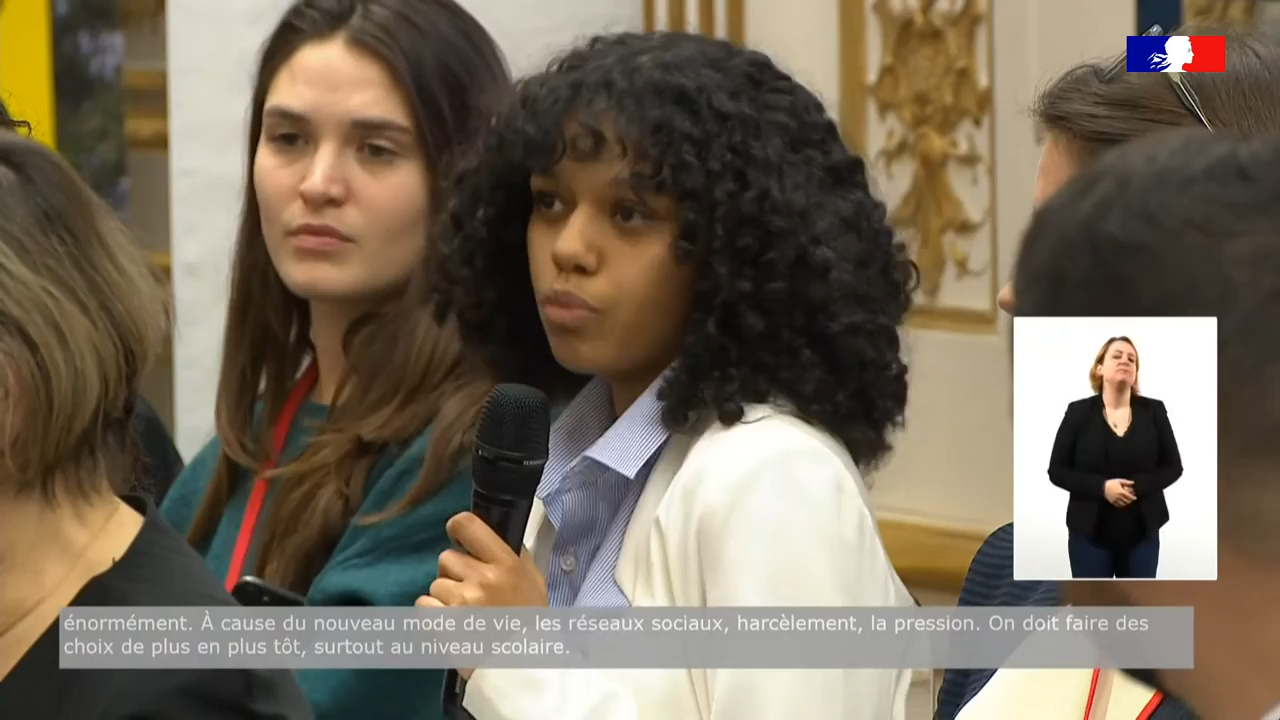 énormément. À cause du nouveau mode de vie, les réseaux sociaux, harcèlement, la pression. On doit faire des
choix de plus en plus tôt, surtout au niveau scolaire.